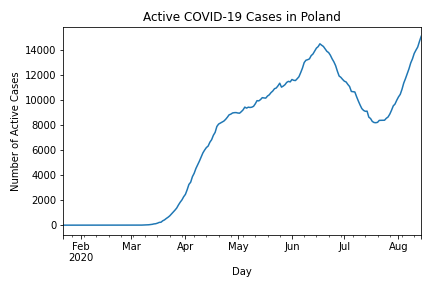 Active COVID-19 Cases in Poland
Number of Active Cases
14000
12000
10000
8000
6000
4000
2000
0
Feb
2020
Mar
Apr
May
Jun
Jul
Aug
Day